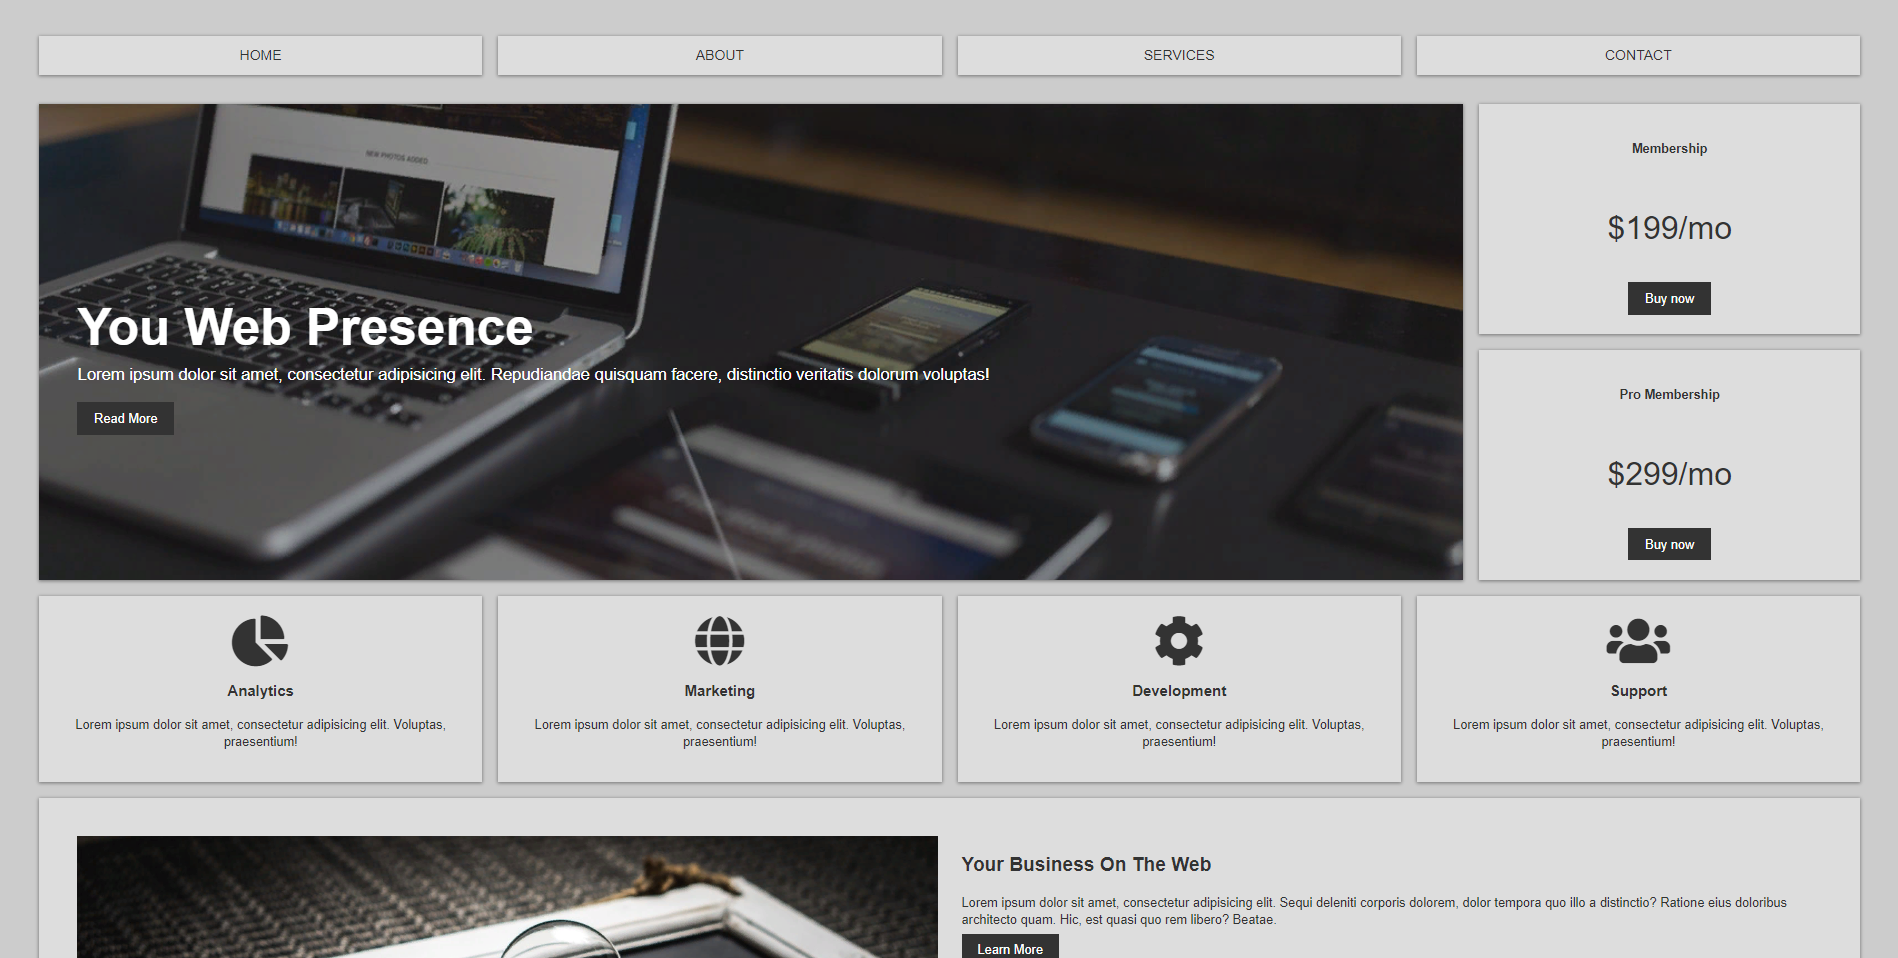 HOME
ABOUT
SERVICES
CONTACT
NEW PHOTOS ADDED
You Web Presence
Lorem ipsum dolor sit amet, consectetur adipisicing elit. Repudiandae quisquam facere, distinctio veritatis dolorum voluptas!
Read More
Membership
$199/mo
Buy now
Pro Membership
$299/mo
Buy now
Analytics
Lorem ipsum dolor sit amet, consectetur adipisicing elit. Voluptas,
praesentium!
Marketing
Lorem ipsum dolor sit amet, consectetur adipisicing elit. Voluptas,
praesentium!
Development
Lorem ipsum dolor sit amet, consectetur adipisicing elit. Voluptas,
praesentium!
Support
Lorem ipsum dolor sit amet, consectetur adipisicing elit. Voluptas,
praesentium!
Your Business On The Web
Lorem ipsum dolor sit amet, consectetur adipisicing elit. Sequi deleniti corporis dolorem, dolor tempora quo illo a distinctio? Ratione eius doloribus
architecto quam. Hic, est quasi quo rem libero? Beatae.
Learn More